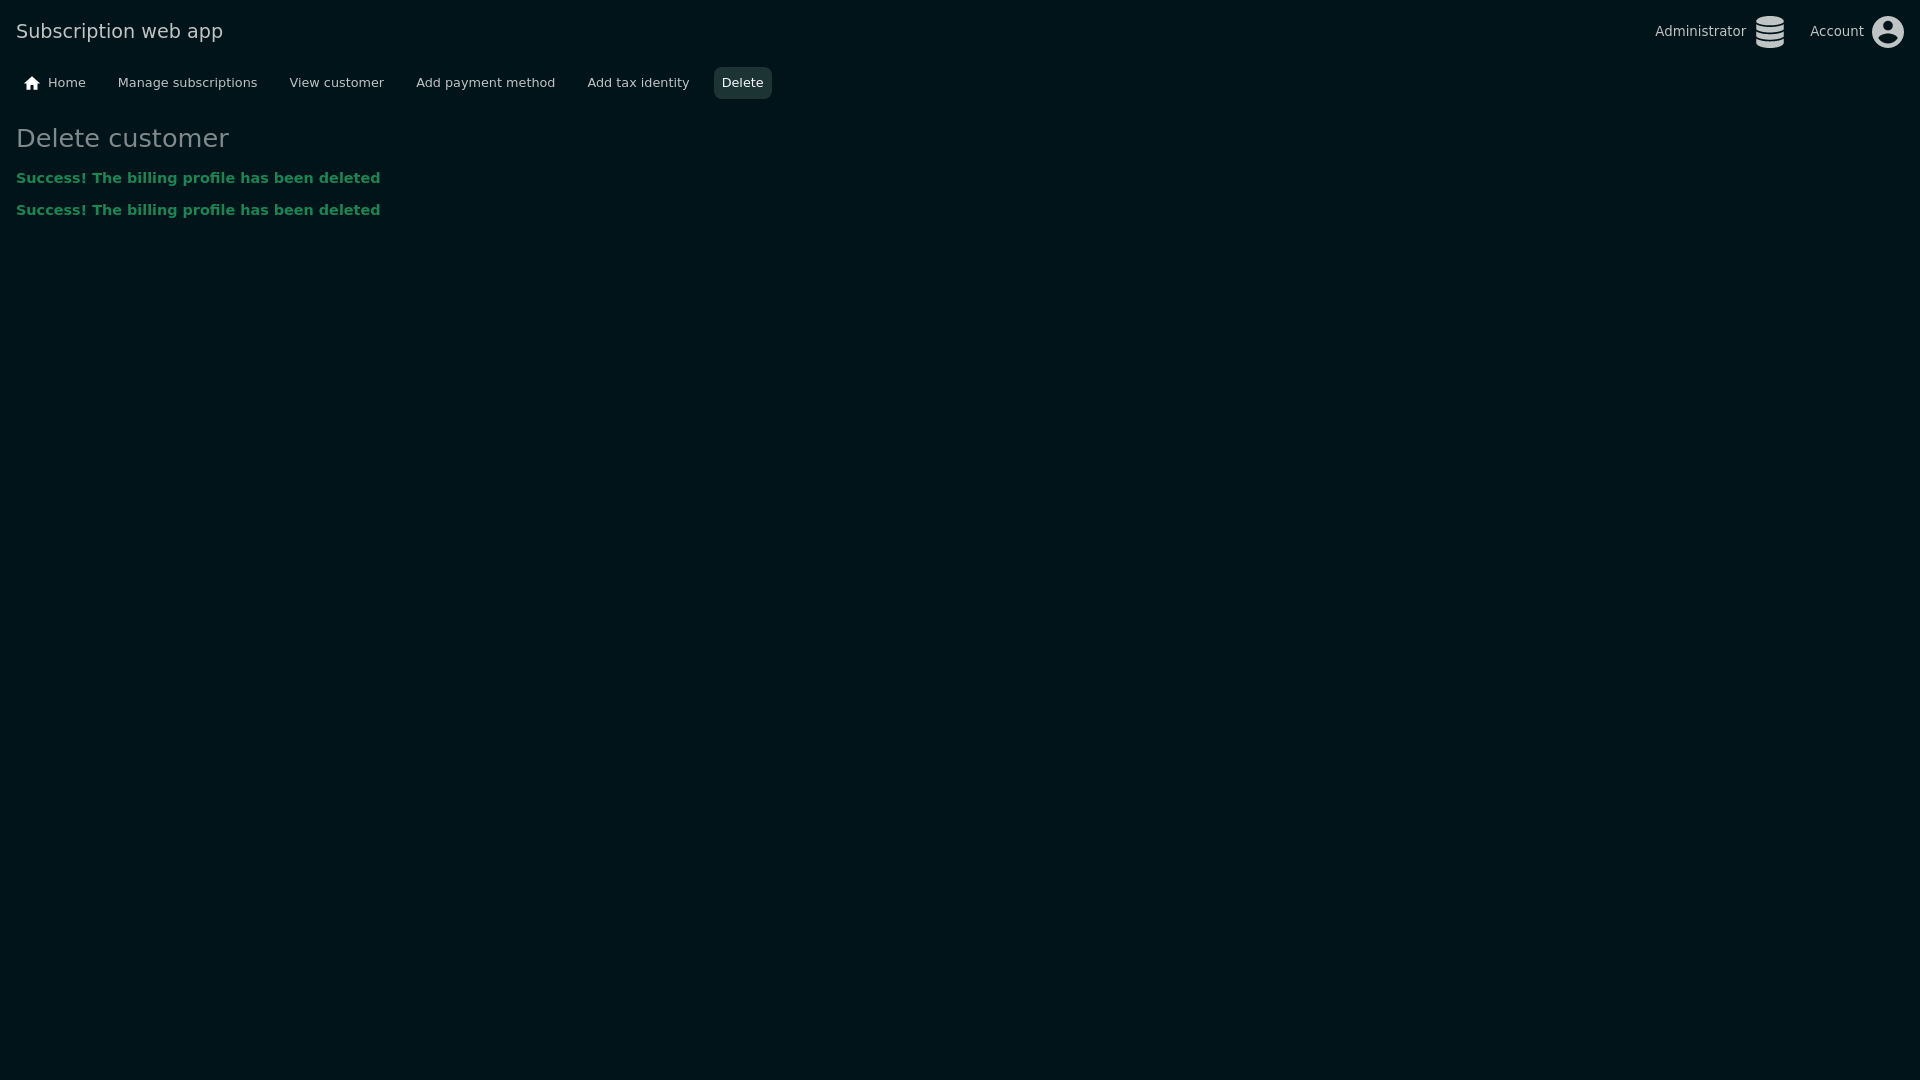 Subscription web app
Administrator
Account
Home
Manage subscriptions
View customer
Add payment method
Add tax identity
Delete
Delete customer
Success! The billing profile has been deleted
Success! The billing profile has been deleted